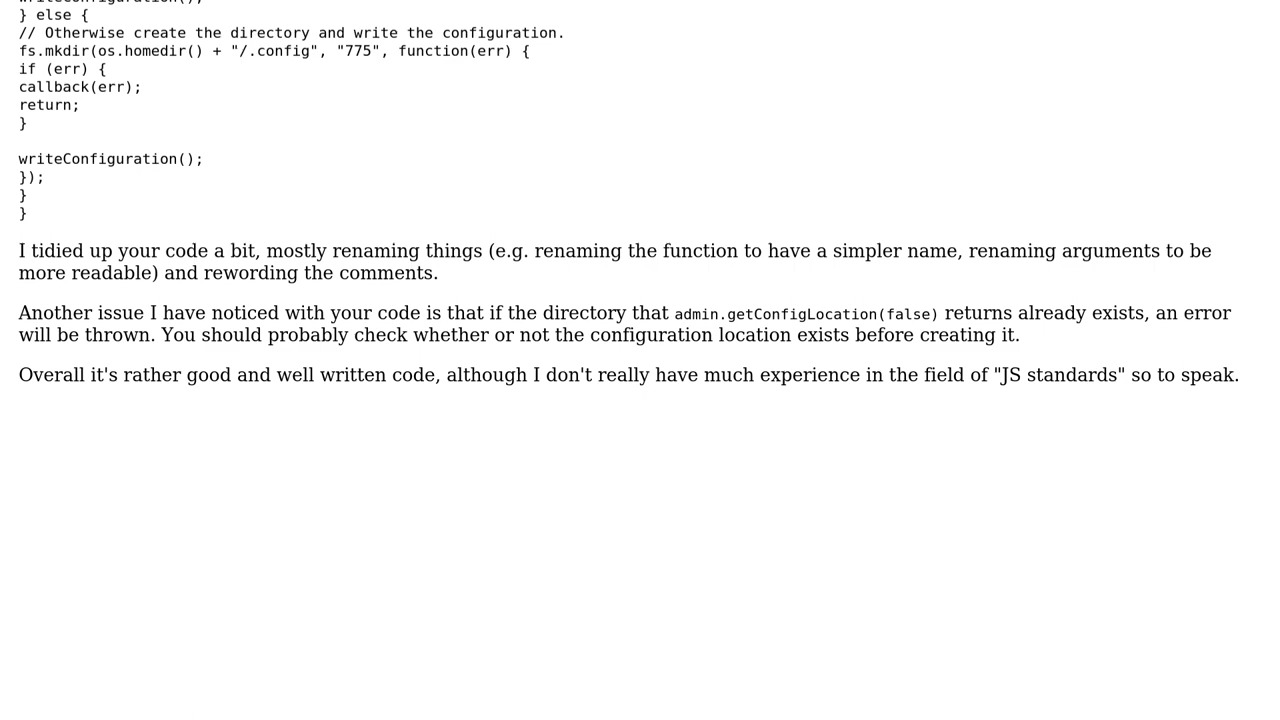 writeConfiguration();
} else {
// Otherwise create the directory and write the configuration.
fs.mkdir(os.homedir() + "/.config", "775", function(err) {
if (err) {
callback(err);
return;
}
writeConfiguration();
});
}
}
I tidied up your code a bit, mostly renaming things (e.g. renaming the function to have a simpler name, renaming arguments to be
more readable) and rewording the comments.
Another issue I have noticed with your code is that if the directory that admin.getConfigLocation(false) returns already exists, an error
will be thrown. You should probably check whether or not the configuration location exists before creating it.
Overall it's rather good and well written code, although I don't really have much experience in the field of "JS standards" so to speak.